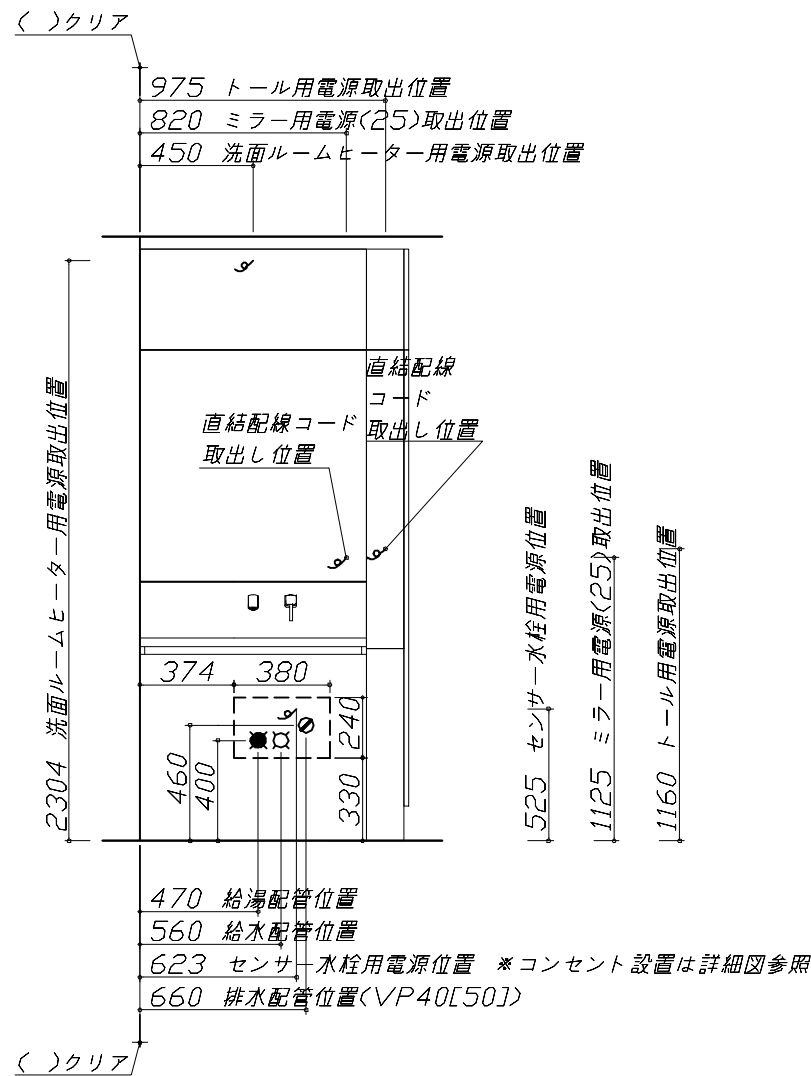 ( )クリア
975 トール用電源取出位置
820 ミラー用電源(25)取出位置
450 洗面ルームヒーター用電源取出位置
直結配線
コード
取出し位置
直結配線コード
取出し位置
2304 洗面ルームヒーター用電源取出位置
525 センサー水栓用電源位置
1125 ミラー用電源(25)取出位置
1160 トール用電源取出位置
374
380
240
330
460
400
470 給湯配管位置
560 給水配管位置
623 センサー水栓用電源位置 ※コンセント設置は詳細図参照
660 排水配管位置(VP40[50])
( )クリア